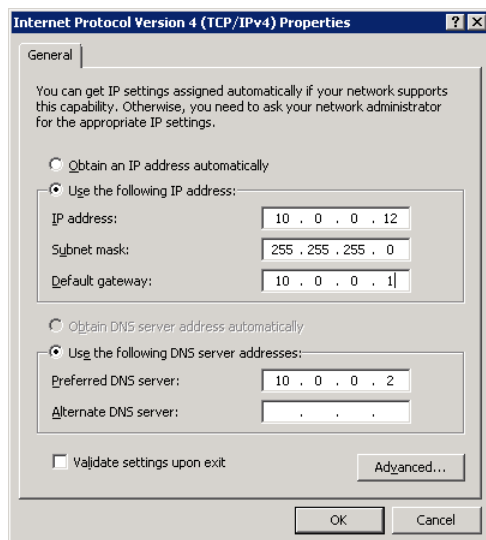 Internet Protocol Version 4 (TCP/IPv4) Properties ? X
General
You can get IP settings assigned automatically if your network supports
this capability. Otherwise, you need to ask your network administrator
for the appropriate IP settings.
Obtain an IP address automatically
Use the following IP address:
IP address: 10 . 0 . 0 . 12
Subnet mask: 255 . 255 . 255 . 0
Default gateway: 10 . 0 . 0 . 1
Obtain DNS server address automatically
Use the following DNS server addresses:
Preferred DNS server: 10 . 0 . 0 . 2
Alternate DNS server: . . .
Validate settings upon exit
Advanced...
OK Cancel